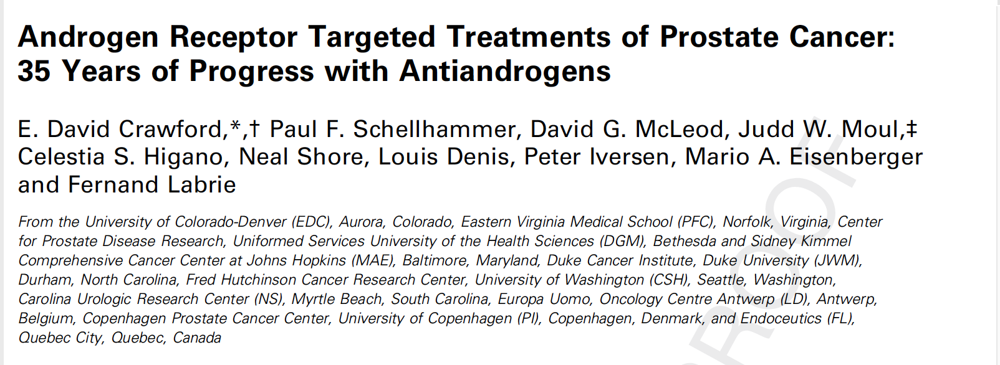 Androgen Receptor Targeted Treatments of Prostate Cancer:
35 Years of Progress with Antiandrogens
E. David Crawford,*,† Paul F. Schellhammer, David G. McLeod, Judd W. Moul,‡
Celestia S. Higano, Neal Shore, Louis Denis, Peter Iversen, Mario A. Eisenberger
and Fernand Labrie
From the University of Colorado-Denver (EDC), Aurora, Colorado, Eastern Virginia Medical School (PFC), Norfolk, Virginia, Center
for Prostate Disease Research, Uniformed Services University of the Health Sciences (DGM), Bethesda and Sidney Kimmel
Comprehensive Cancer Center at Johns Hopkins (MAE), Baltimore, Maryland, Duke Cancer Institute, Duke University (JWM),
Durham, North Carolina, Fred Hutchinson Cancer Research Center, University of Washington (CSH), Seattle, Washington,
Carolina Urologic Research Center (NS), Myrtle Beach, South Carolina, Europa Uomo, Oncology Centre Antwerp (LD), Antwerp,
Belgium, Copenhagen Prostate Cancer Center, University of Copenhagen (PI), Copenhagen, Denmark, and Endoceutics (FL),
Quebec City, Quebec, Canada
PROOF